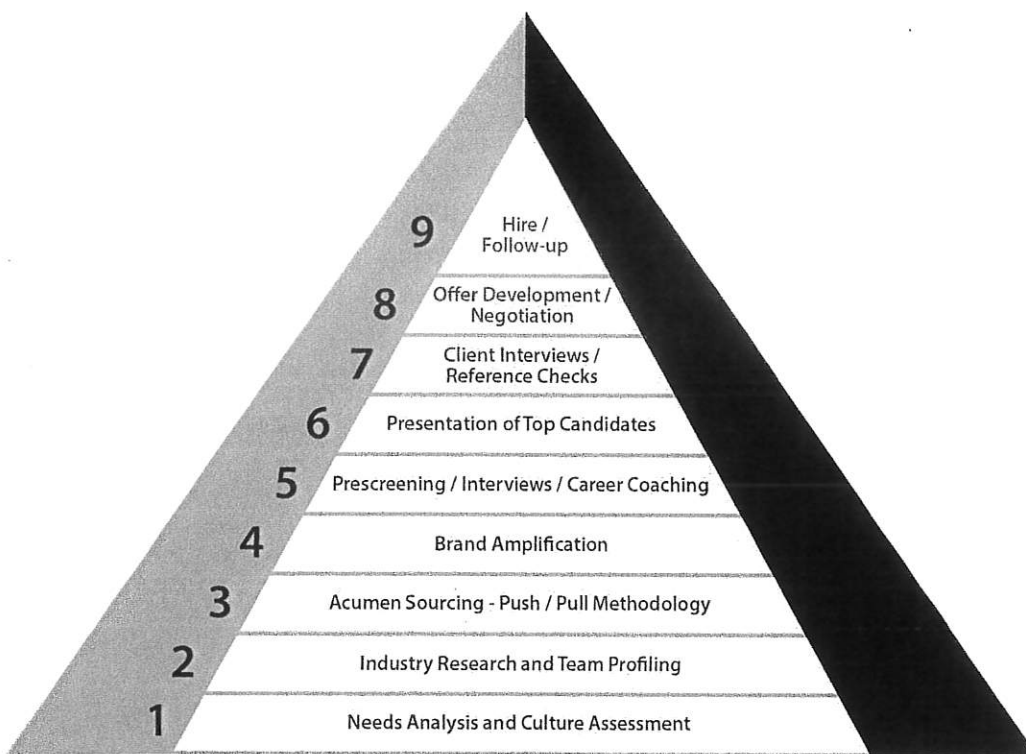 9 Hire /
Follow-up
8 Offer Development /
Negotiation
7 Client Interviews /
Reference Checks
6 Presentation of Top Candidates
5 Prescreening / Interviews / Career Coaching
4 Brand Amplification
3 Acumen Sourcing - Push / Pull Methodology
2 Industry Research and Team Profiling
1 Needs Analysis and Culture Assessment